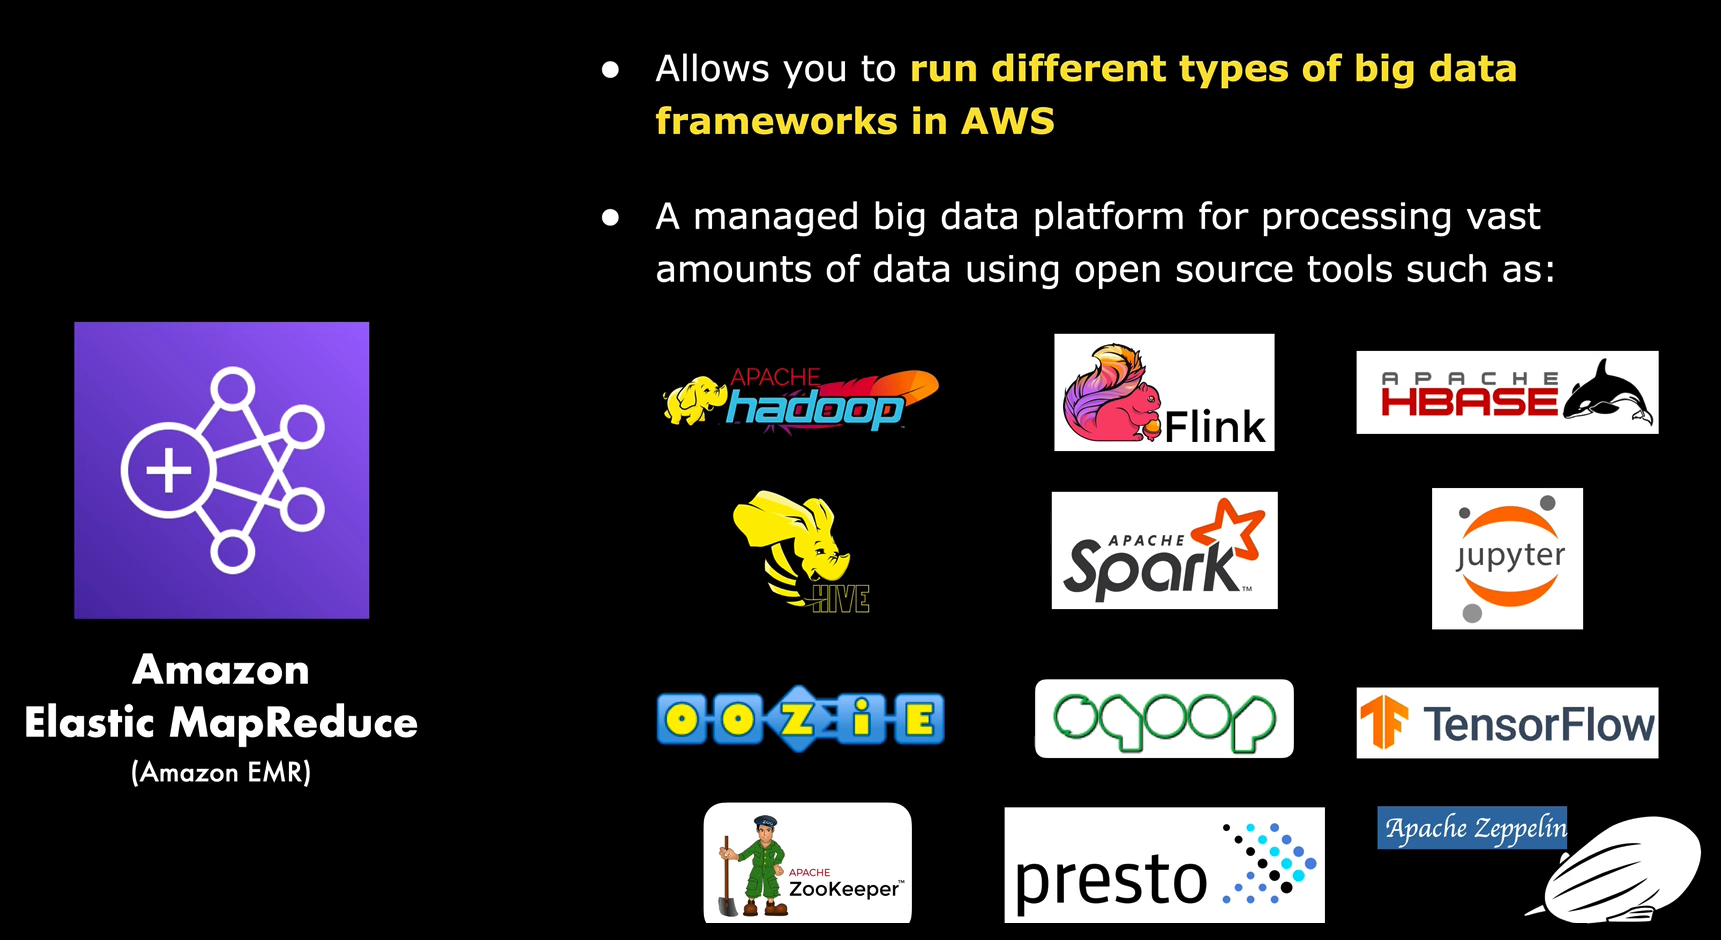 ● Allows you to run different types of big data
frameworks in AWS
● A managed big data platform for processing vast
amounts of data using open source tools such as:
Amazon
Elastic MapReduce
(Amazon EMR)
APACHE
hadoop
Flink
APACHE
HBASE
HIVE
APACHE
Spark™
jupyter
OOZiE
sqoop
TensorFlow
APACHE
ZooKeeper™
presto
Apache Zeppelin